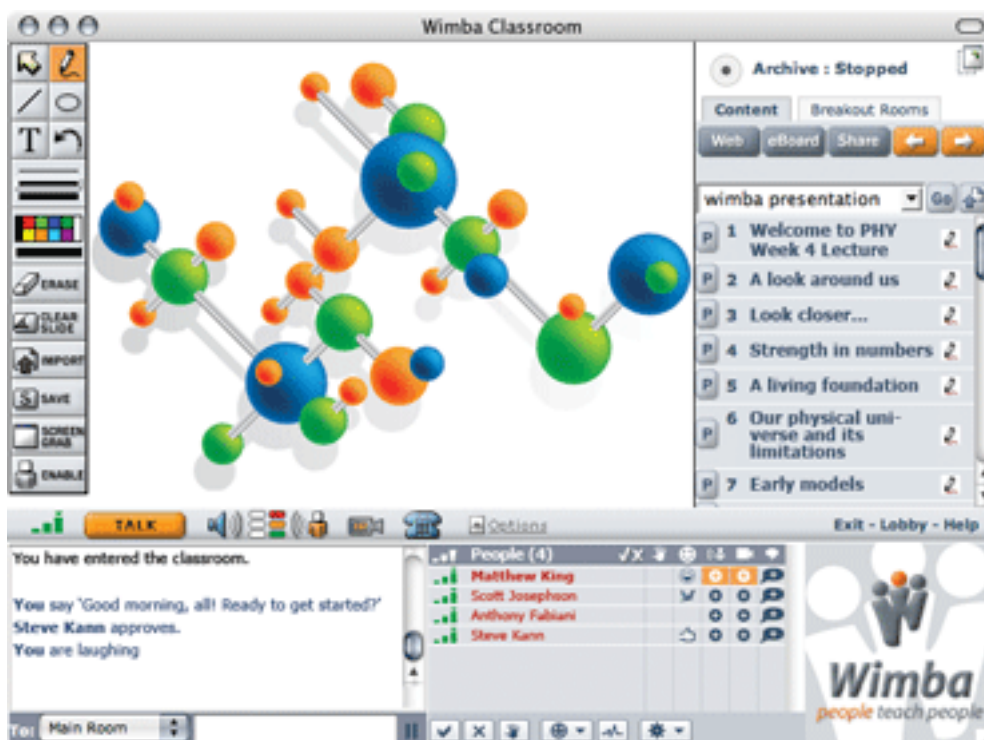 Wimba Classroom
T
ERASE
CLEAR
SLIDE
IMPORT
S SAVE
SCREEN
GRAB
ENABLE
Archive : Stopped
Content Breakout Rooms
Web eBoard Share
wimba presentation Go
P 1 Welcome to PHY
Week 4 Lecture
P 2 A look around us
P 3 Look closer...
P 4 Strength in numbers
P 5 A living foundation
P 6 Our physical uni-
verse and its
limitations
P 7 Early models
TALK Options Exit - Lobby - Help
You have entered the classroom.
You say 'Good morning, all! Ready to get started?'
Steve Kann approves.
You are laughing
To: Main Room
People (4)
Matthew King
Scott Josephson
Anthony Fabiani
Steve Kann
Wimba
people teach people